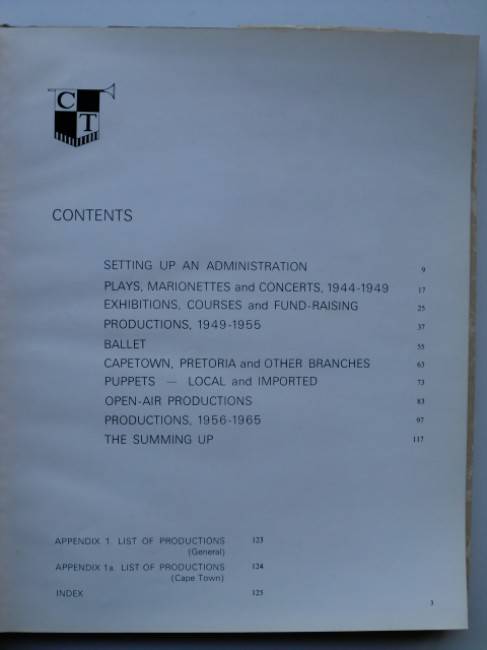 C
T
CONTENTS
SETTING UP AN ADMINISTRATION 9
PLAYS, MARIONETTES and CONCERTS, 1944-1949 17
EXHIBITIONS, COURSES and FUND-RAISING 25
PRODUCTIONS, 1949-1955 37
BALLET 55
CAPETOWN, PRETORIA and OTHER BRANCHES 63
PUPPETS — LOCAL and IMPORTED 73
OPEN-AIR PRODUCTIONS 83
PRODUCTIONS, 1956-1965 97
THE SUMMING UP 117
APPENDIX 1. LIST OF PRODUCTIONS 123
(General)
APPENDIX 1a. LIST OF PRODUCTIONS 124
(Cape Town)
INDEX 125
3